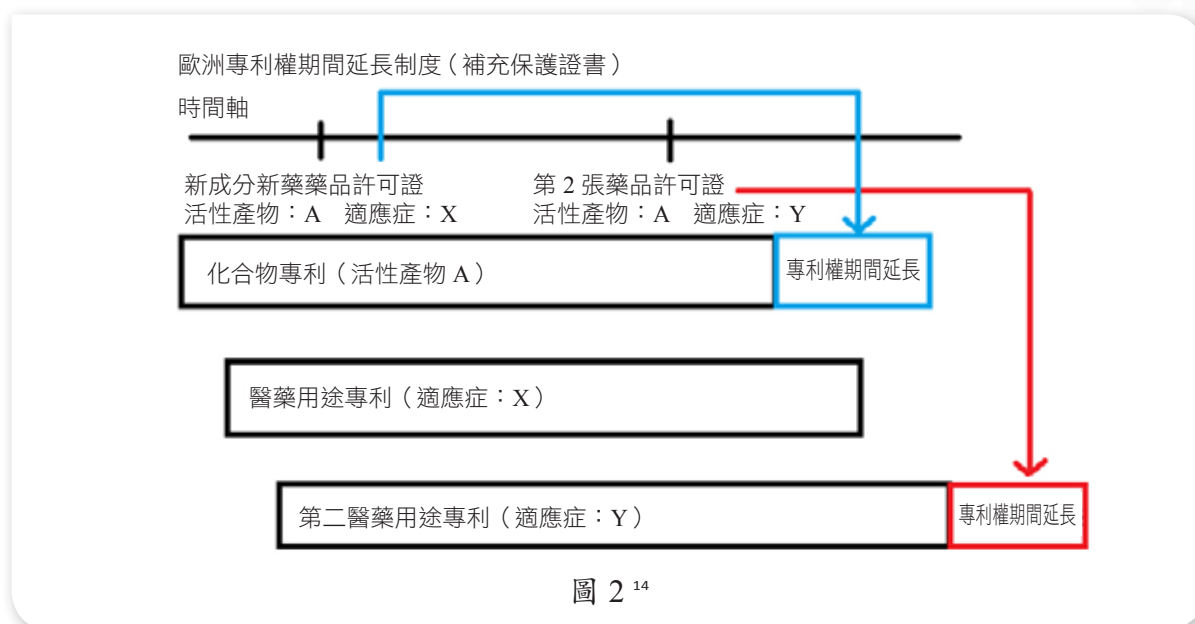 歐洲專利權期間延長制度（補充保護證書）
時間軸
新成分新藥藥品許可證
活性產物：A 適應症：X
第 2 張藥品許可證
活性產物：A 適應症：Y
化合物專利（活性產物 A）
專利權期間延長
醫藥用途專利（適應症：X）
第二醫藥用途專利（適應症：Y）
專利權期間延長
圖 2 14